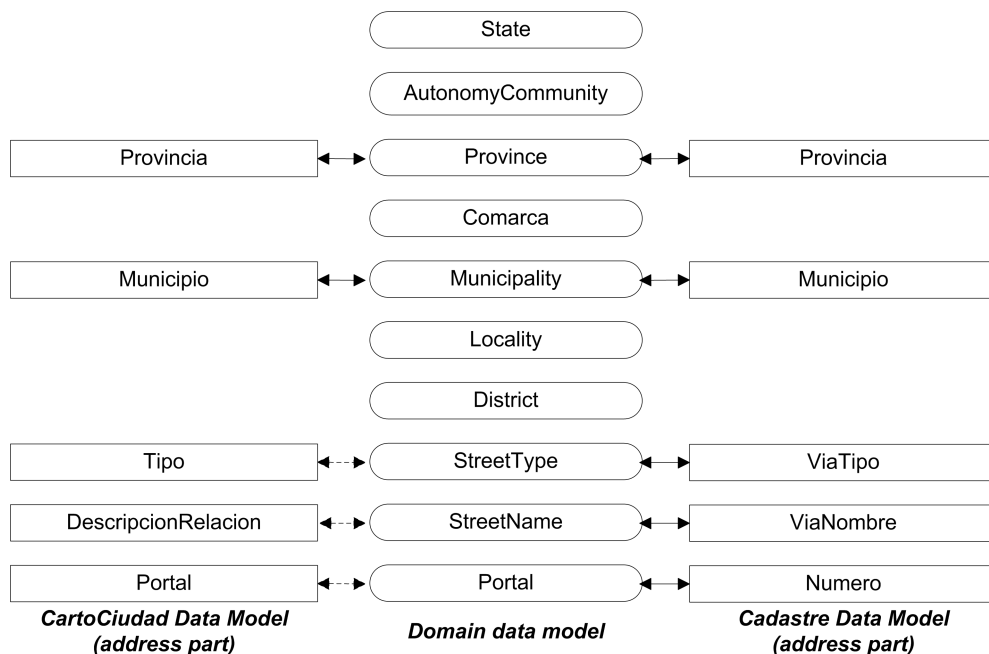 State
AutonomyCommunity
Provincia
Province
Provincia
Comarca
Municipio
Municipality
Municipio
Locality
District
Tipo
StreetType
ViaTipo
DescripcionRelacion
StreetName
ViaNombre
Portal
Portal
Numero
CartoCiudad Data Model
(address part)
Domain data model
Cadastre Data Model
(address part)